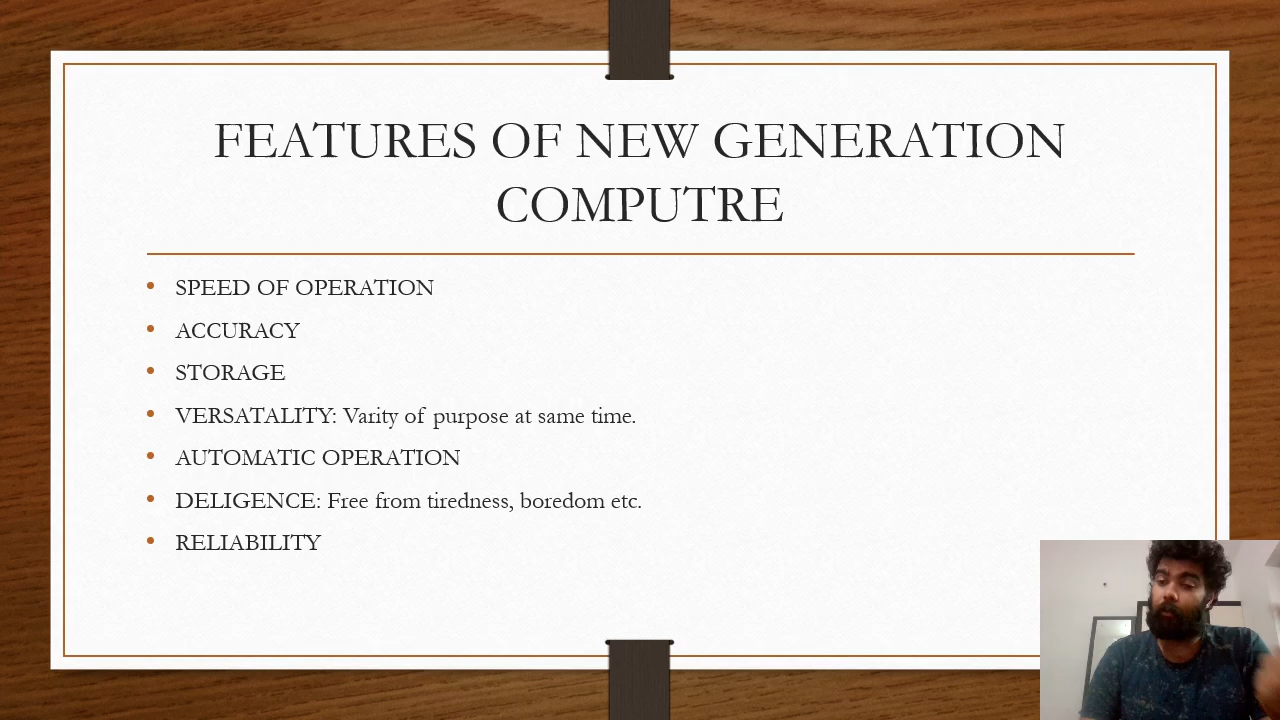 FEATURES OF NEW GENERATION
COMPUTRE
• SPEED OF OPERATION
• ACCURACY
• STORAGE
• VERSATALITY: Varity of purpose at same time.
• AUTOMATIC OPERATION
• DELIGENCE: Free from tiredness, boredom etc.
• RELIABILITY